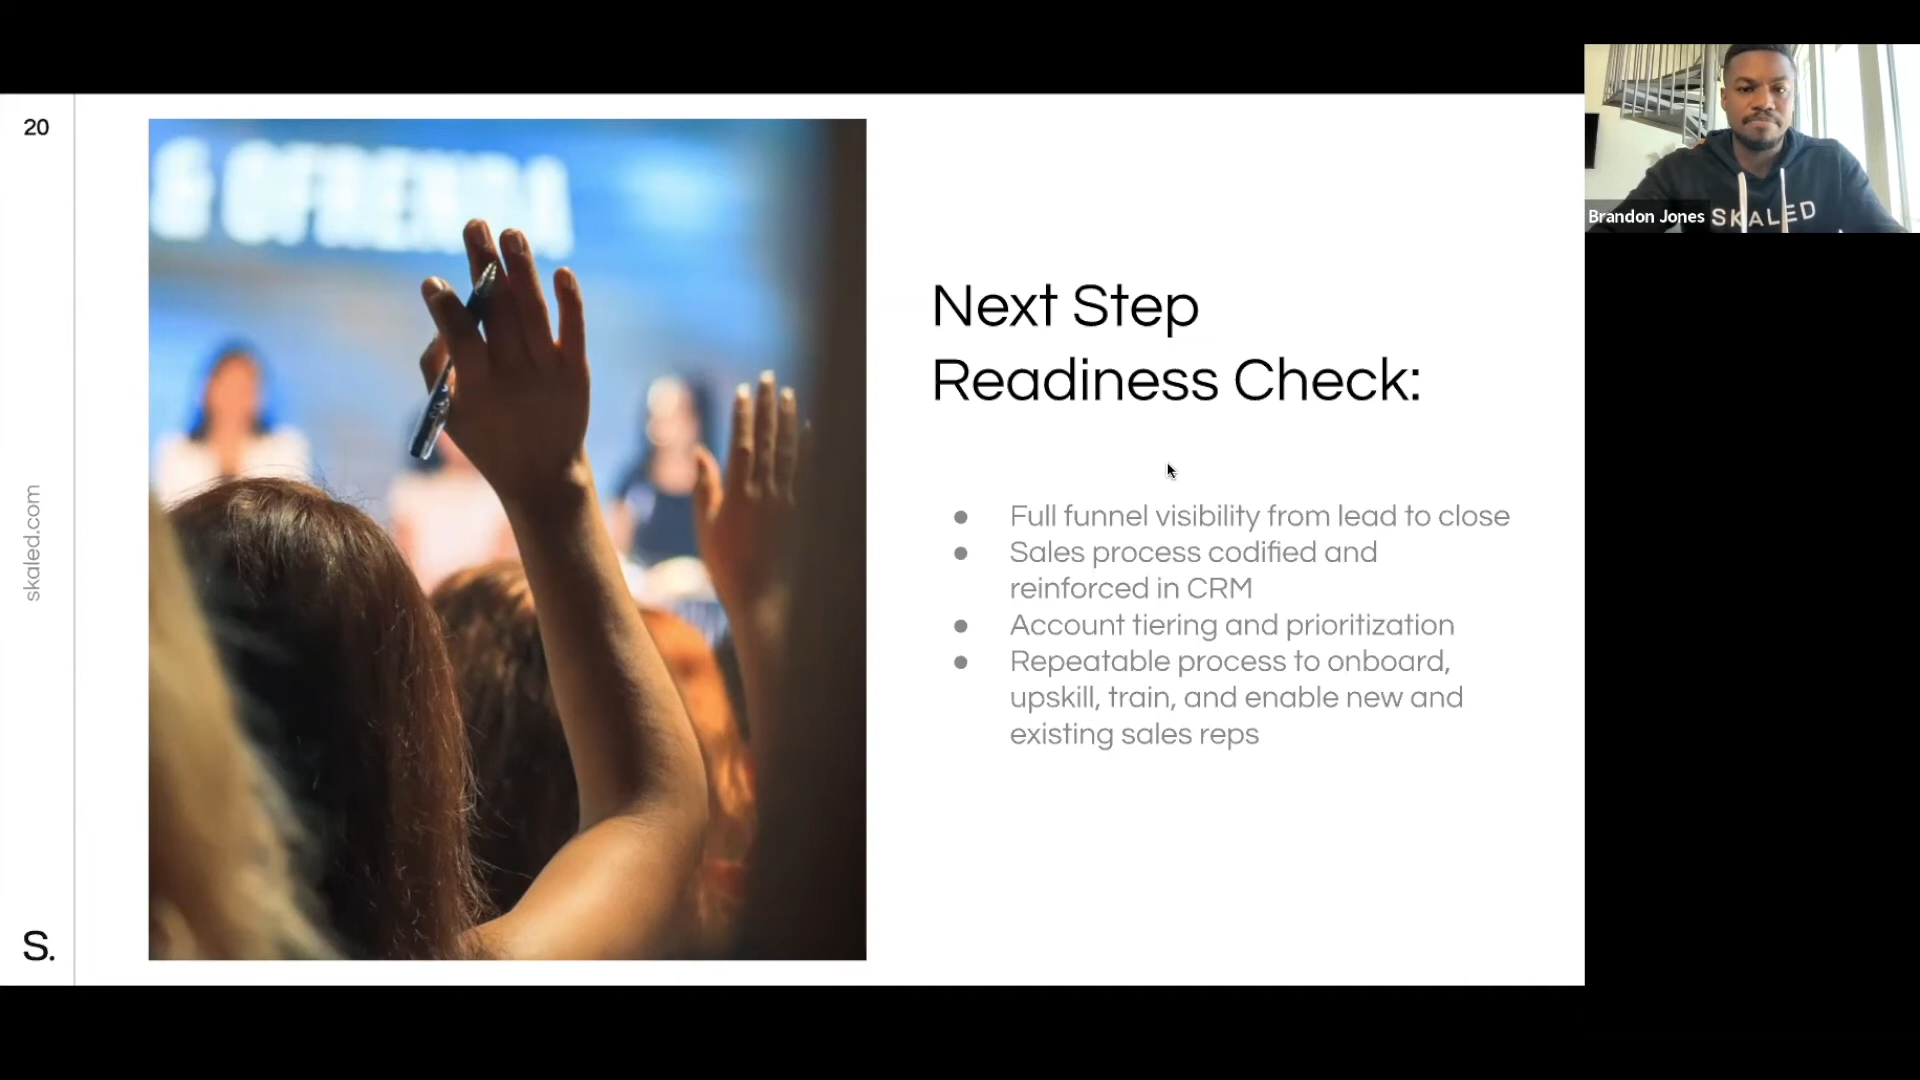 20
Next Step
Readiness Check:
● Full funnel visibility from lead to close
● Sales process codified and
reinforced in CRM
● Account tiering and prioritization
● Repeatable process to onboard,
upskill, train, and enable new and
existing sales reps
skaled.com
S.
Brandon Jones
SKALED